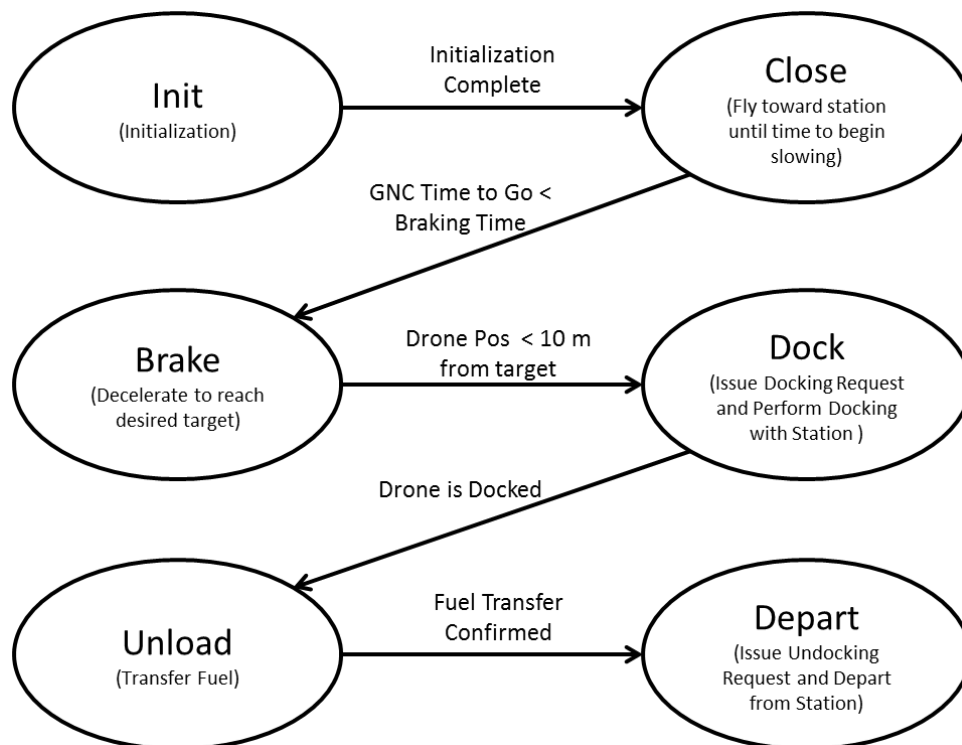 Init
(Initialization)
Initialization
Complete
Close
(Fly toward station
until time to begin
slowing)
GNC Time to Go <
Braking Time
Brake
(Decelerate to reach
desired target)
Drone Pos < 10 m
from target
Dock
(Issue Docking Request
and Perform Docking
with Station )
Drone is Docked
Unload
(Transfer Fuel)
Fuel Transfer
Confirmed
Depart
(Issue Undocking
Request and Depart
from Station)